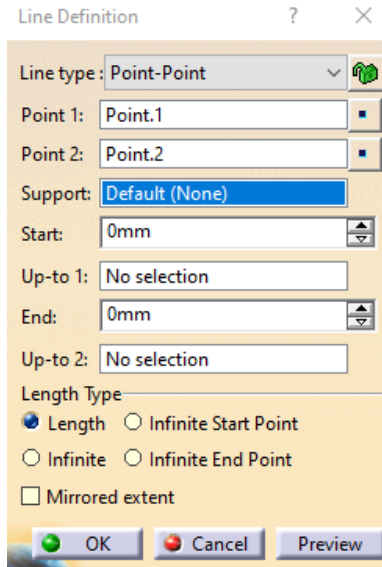 Line Definition ?
Line type : Point-Point
Point 1: Point.1
Point 2: Point.2
Support: Default (None)
Start: 0mm
Up-to 1: No selection
End: 0mm
Up-to 2: No selection
Length Type
Length Infinite Start Point
Infinite Infinite End Point
Mirrored extent
OK Cancel Preview